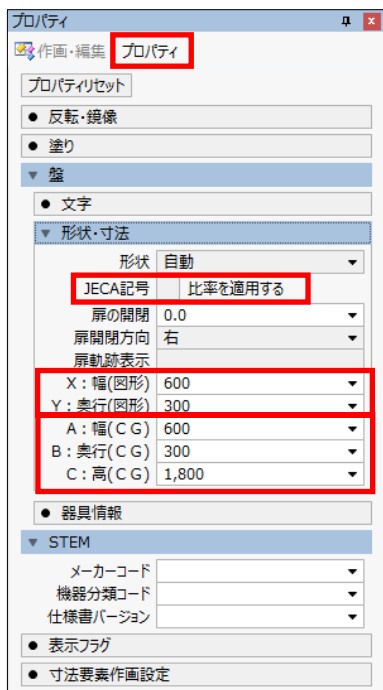 プロパティ
作画・編集 プロパティ
プロパティリセット
● 反転・鏡像
● 塗り
▼ 盤
● 文字
▼ 形状・寸法
形状 自動
JECA記号 比率を適用する
扉の開閉 0.0
扉開閉方向 右
扉軌跡表示
X：幅(図形) 600
Y：奥行(図形) 300
A：幅(ＣＧ) 600
B：奥行(ＣＧ) 300
C：高(ＣＧ) 1,800
● 器具情報
▼ STEM
メーカーコード
機器分類コード
仕様書バージョン
● 表示フラグ
● 寸法要素作画設定